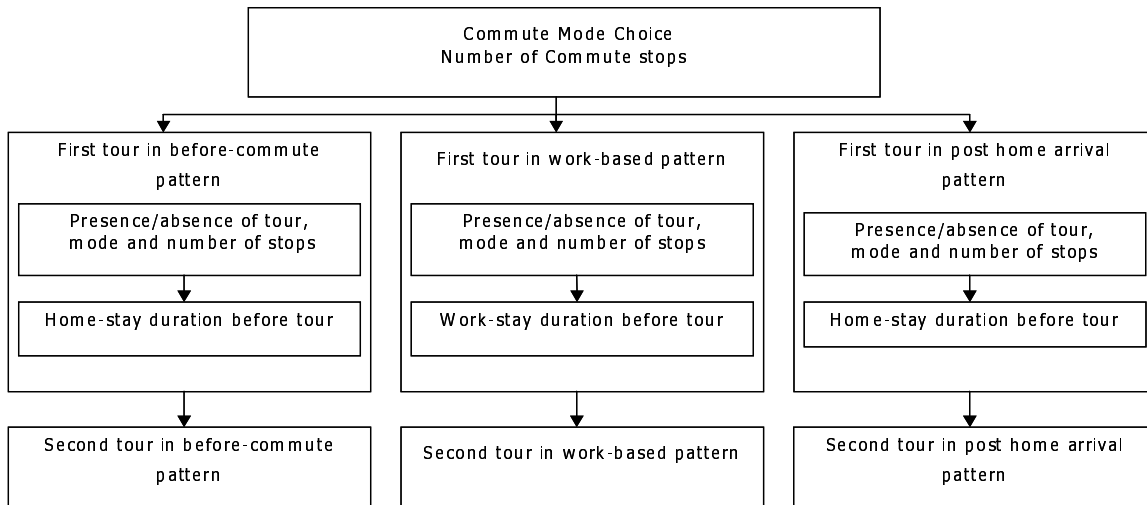 Commute Mode Choice
Number of Commute stops
First tour in before-commute
pattern
Presence/absence of tour,
mode and number of stops
Home-stay duration before tour
First tour in work-based pattern
Presence/absence of tour,
mode and number of stops
Work-stay duration before tour
First tour in post home arrival
pattern
Presence/absence of tour,
mode and number of stops
Home-stay duration before tour
Second tour in before-commute
pattern
Second tour in work-based pattern
Second tour in post home arrival
pattern